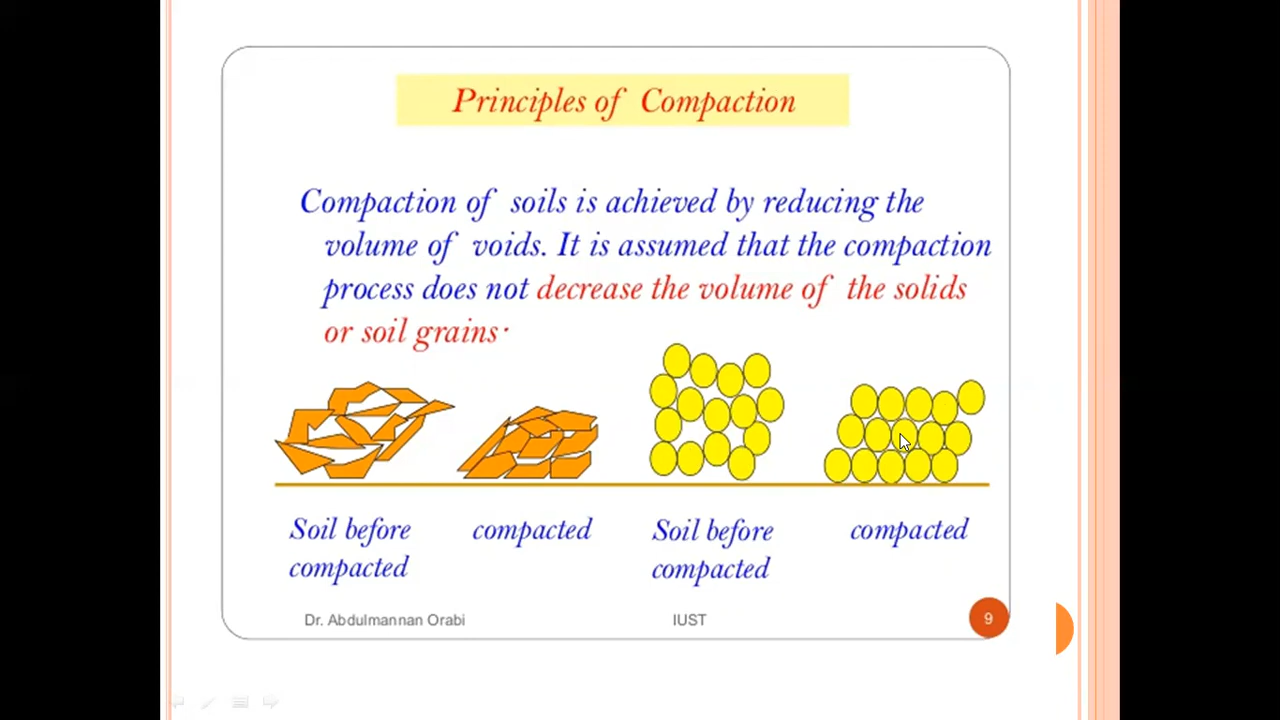 Principles of Compaction
Compaction of soils is achieved by reducing the
volume of voids. It is assumed that the compaction
process does not decrease the volume of the solids
or soil grains.
Soil before
compacted
compacted
Soil before
compacted
compacted
Dr. Abdulmannan Orabi
IUST
9